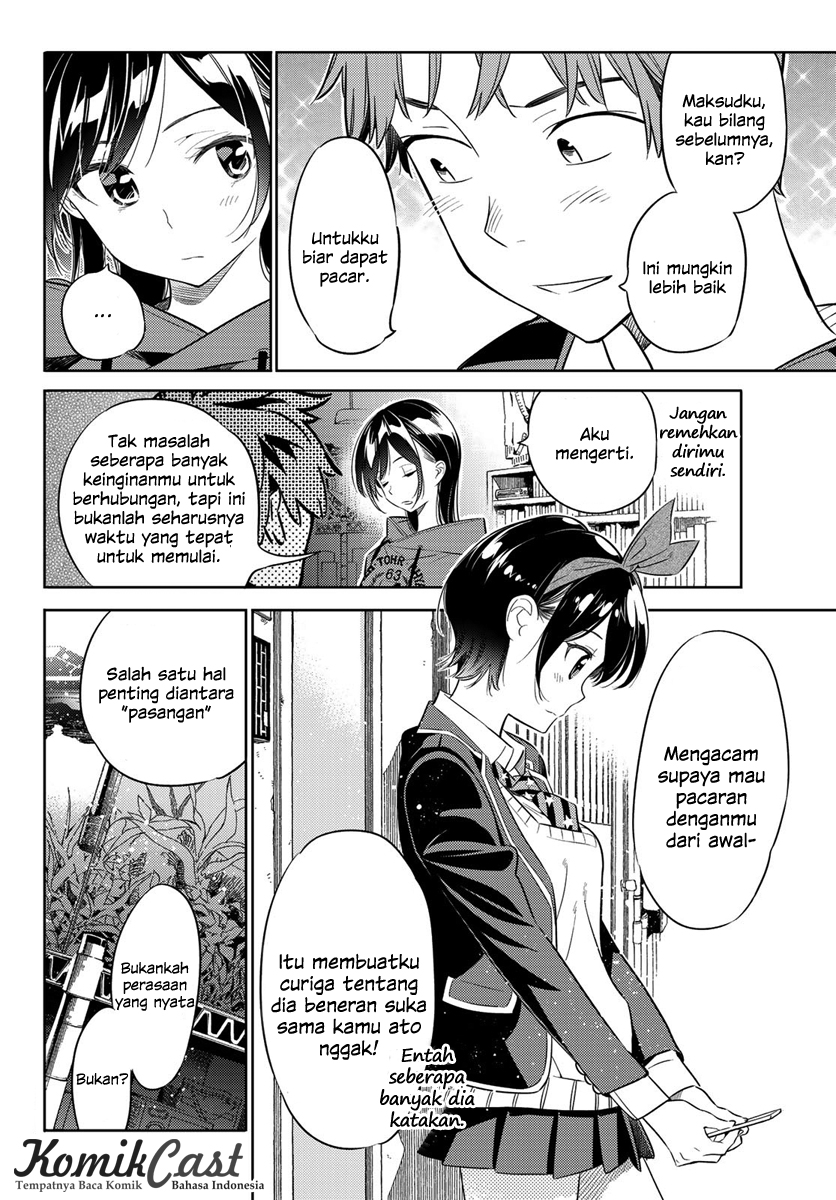 Maksudku,
kau bilang
sebelumnya,
kan?
Ini mungkin
lebih baik
Untukku
biar dapat
pacar.
...
Jangan
remehkan
dirimu
sendiri.
Aku
mengerti.
TOHR
63
Tak masalah
seberapa banyak
keinginanmu untuk
berhubungan, tapi ini
bukanlah seharusnya
waktu yang tepat
untuk memulai.
Mengacam
supaya mau
pacaran
denganmu
dari awal-
Itu membuatku
curiga tentang
dia beneran suka
sama kamu ato
nggak!
Entah
seberapa
banyak dia
katakan.
Salah satu hal
penting diantara
"pasangan"
Bukankah
perasaan
yang nyata
Bukan?
KomikCast
Tempatnya Baca Komik Bahasa Indonesia